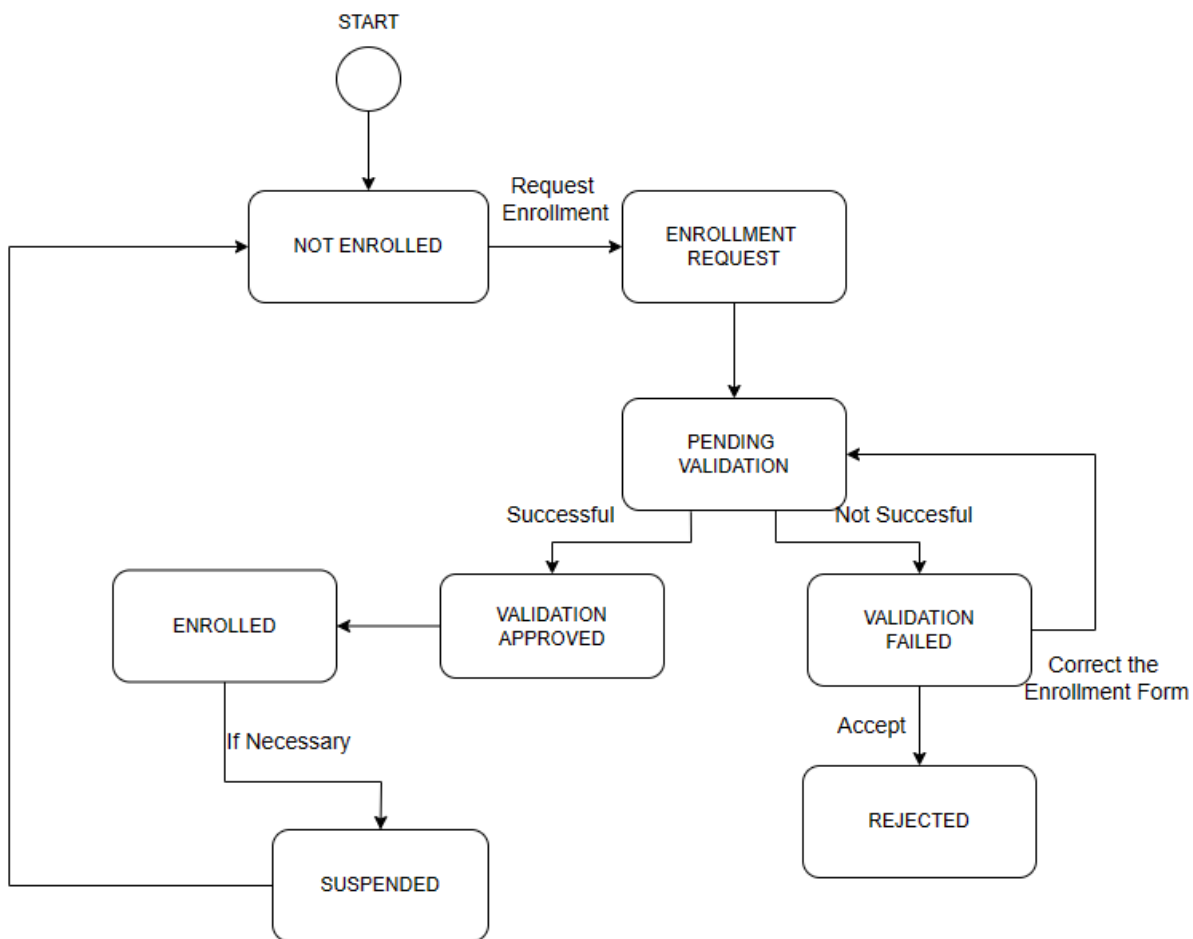 START
NOT ENROLLED
Request
Enrollment
ENROLLMENT
REQUEST
PENDING
VALIDATION
Successful
Not Succesful
ENROLLED
VALIDATION
APPROVED
VALIDATION
FAILED
Correct the
Enrollment Form
If Necessary
Accept
REJECTED
SUSPENDED